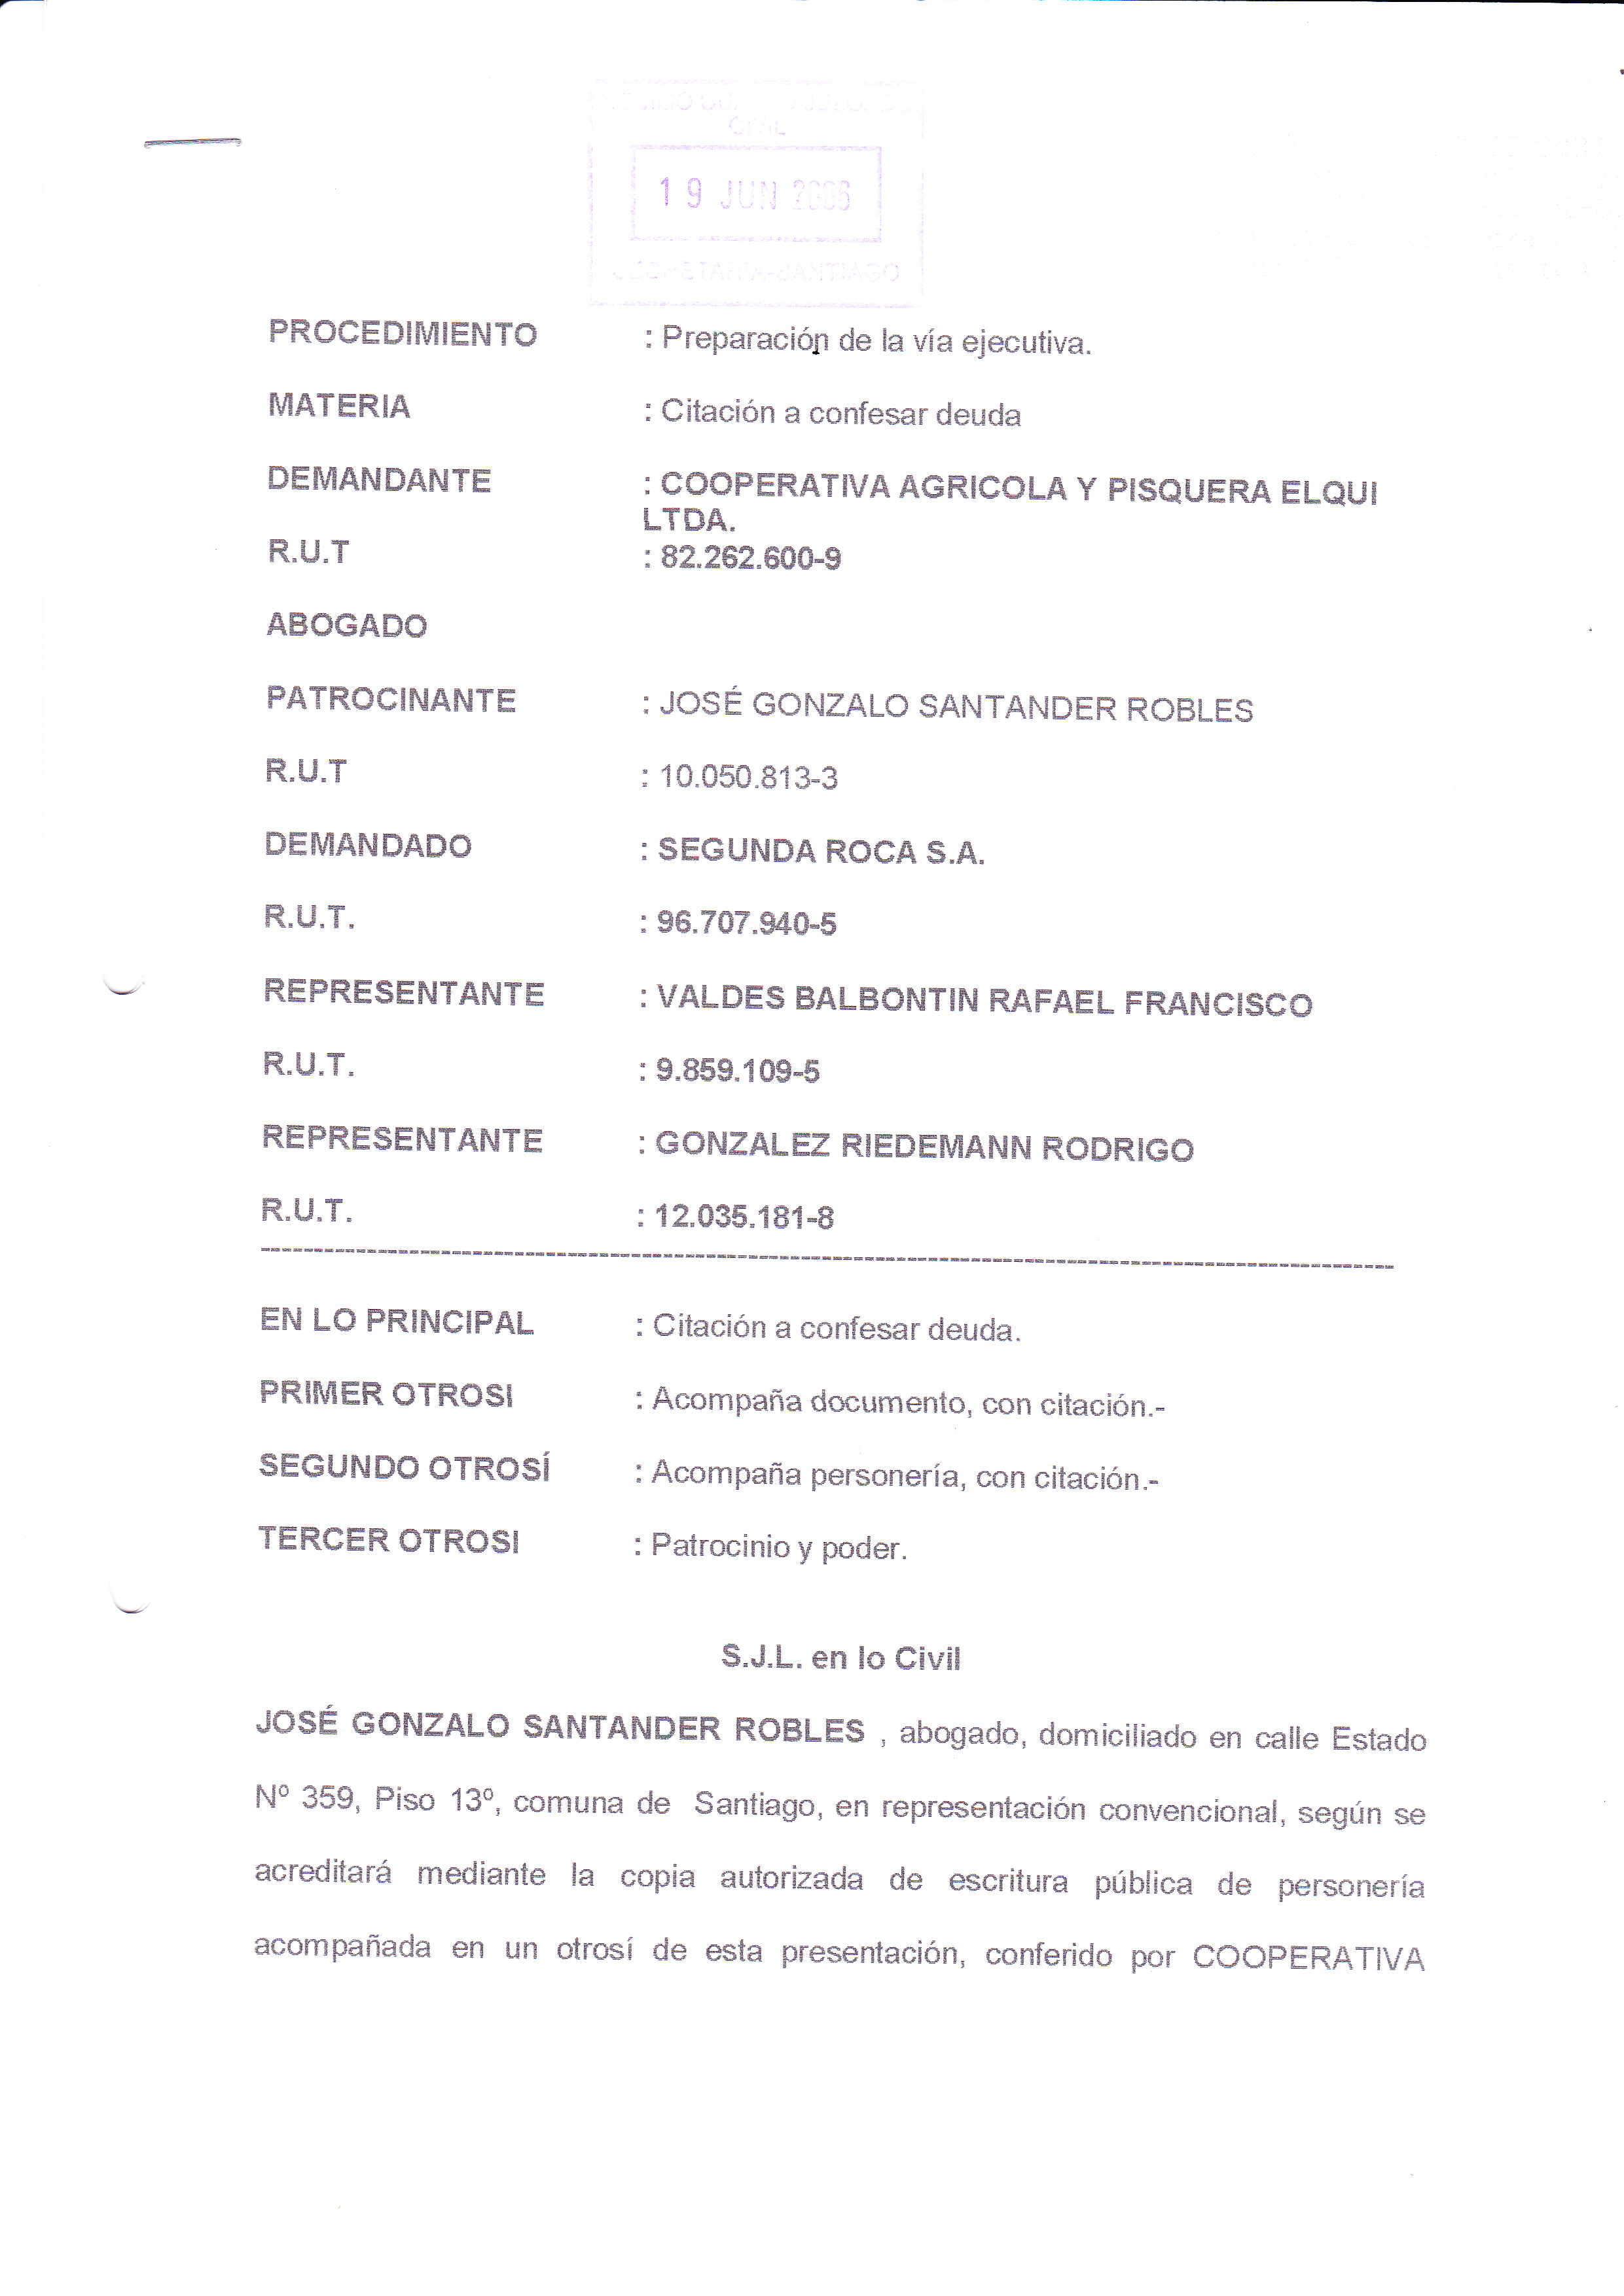 CIVIL
19 JUN 2006
SECRETARIA-SANTIAGO
PROCEDIMIENTO : Preparación de la vía ejecutiva.
MATERIA : Citación a confesar deuda
DEMANDANTE : COOPERATIVA AGRICOLA Y PISQUERA ELQUI
LTDA.
R.U.T : 82.262.600-9
ABOGADO
PATROCINANTE : JOSÉ GONZALO SANTANDER ROBLES
R.U.T : 10.050.813-3
DEMANDADO : SEGUNDA ROCA S.A.
R.U.T. : 96.707.940-5
REPRESENTANTE : VALDES BALBONTIN RAFAEL FRANCISCO
R.U.T. : 9.859.109-5
REPRESENTANTE : GONZALEZ RIEDEMANN RODRIGO
R.U.T. : 12.035.181-8
EN LO PRINCIPAL : Citación a confesar deuda.
PRIMER OTROSI : Acompaña documento, con citación.-
SEGUNDO OTROSÍ : Acompaña personería, con citación.-
TERCER OTROSI : Patrocinio y poder.
S.J.L. en lo Civil
JOSÉ GONZALO SANTANDER ROBLES , abogado, domiciliado en calle Estado
Nº 359, Piso 13º, comuna de Santiago, en representación convencional, según se
acreditará mediante la copia autorizada de escritura pública de personería
acompañada en un otrosí de esta presentación, conferido por COOPERATIVA